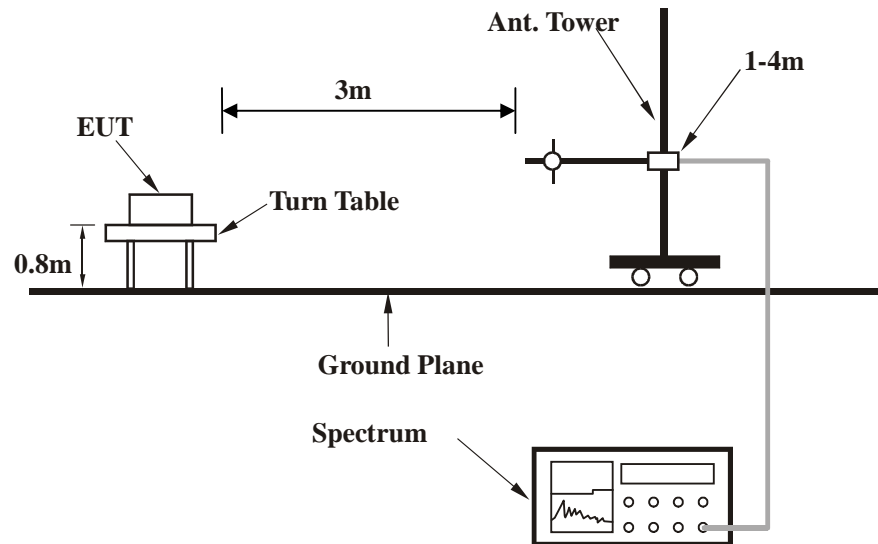 Ant. Tower
1-4m
3m
EUT
Turn Table
0.8m
Ground Plane
Spectrum